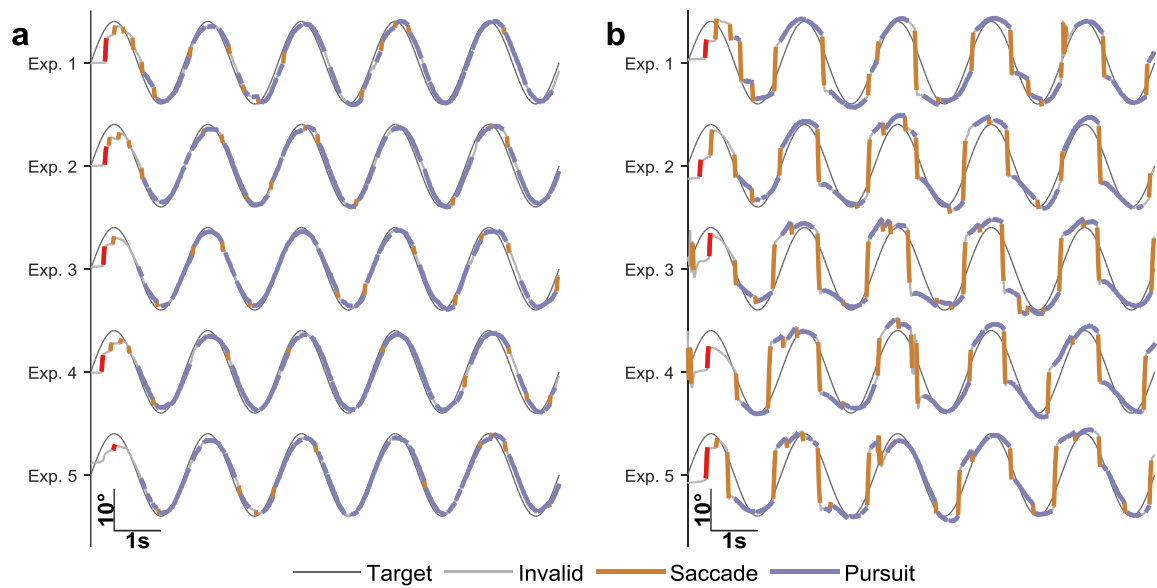 a
b
Exp. 1
Exp. 1
Exp. 2
Exp. 2
Exp. 3
Exp. 3
Exp. 4
Exp. 4
Exp. 5
Exp. 5
10°
1s
10°
1s
Target Invalid Saccade Pursuit